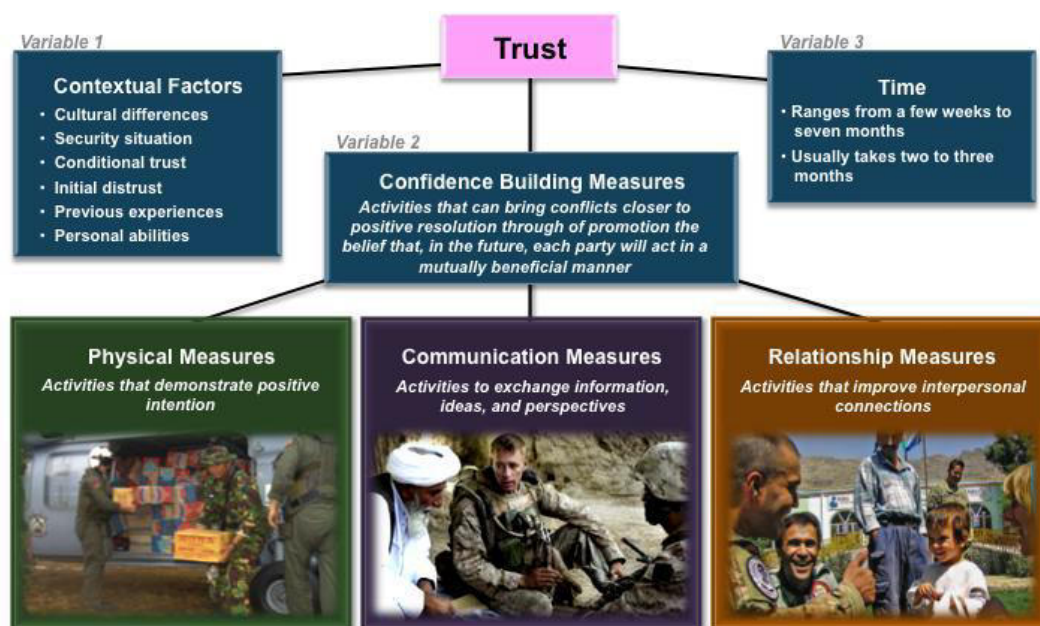 Trust
Variable 1
Contextual Factors
• Cultural differences
• Security situation
• Conditional trust
• Initial distrust
• Previous experiences
• Personal abilities
Variable 2
Confidence Building Measures
Activities that can bring conflicts closer to
positive resolution through of promotion the
belief that, in the future, each party will act in a
mutually beneficial manner
Variable 3
Time
• Ranges from a few weeks to
seven months
• Usually takes two to three
months
Physical Measures
Activities that demonstrate positive
intention
Communication Measures
Activities to exchange information,
ideas, and perspectives
Relationship Measures
Activities that improve interpersonal
connections